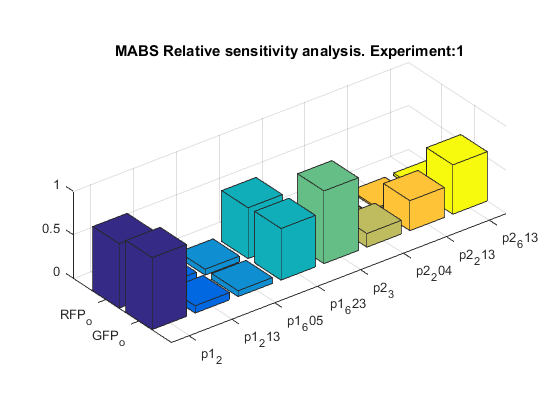 MABS Relative sensitivity analysis. Experiment:1
1
0.5
0
RFPₒ
GFPₒ
p1₂
p1₂13
p1₆05
p1₆23
p2₃
p2₂04
p2₂13
p2₆13